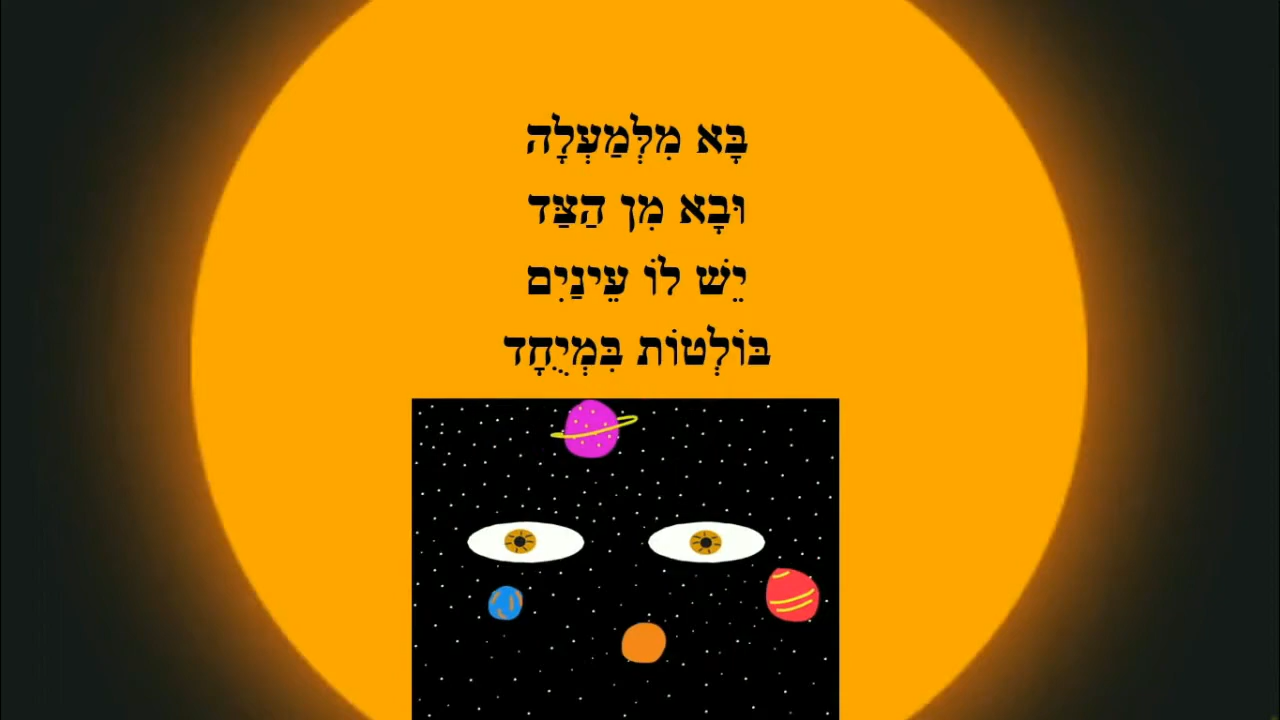 בָּא מִלְּמַעְלָה
וּבָא מִן הַצַּד
יֵשׁ לוֹ עֵינַיִם
בּוֹלְטוֹת בִּמְיֻחָד